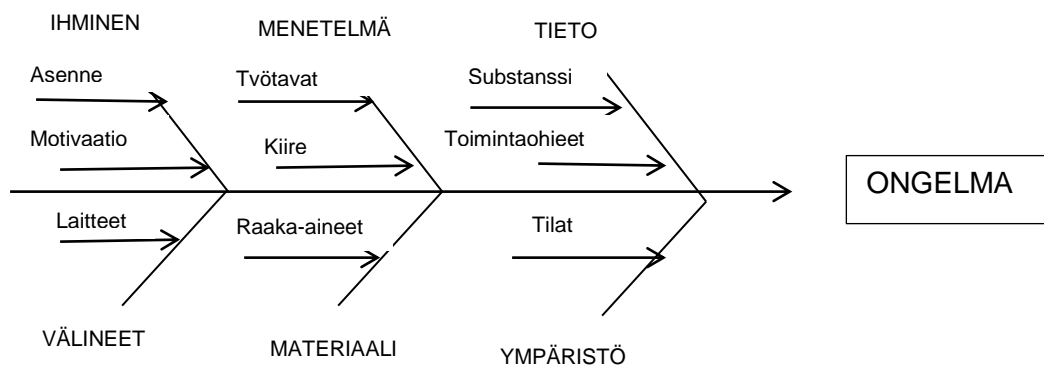 IHMINEN
MENETELMÄ
TIETO
Asenne
Tvötavat
Substanssi
Motivaatio
Kiire
Toimintaohieet
ONGELMA
Laitteet
Raaka-aineet
Tilat
VÄLINEET
MATERIAALI
YMPÄRISTÖ